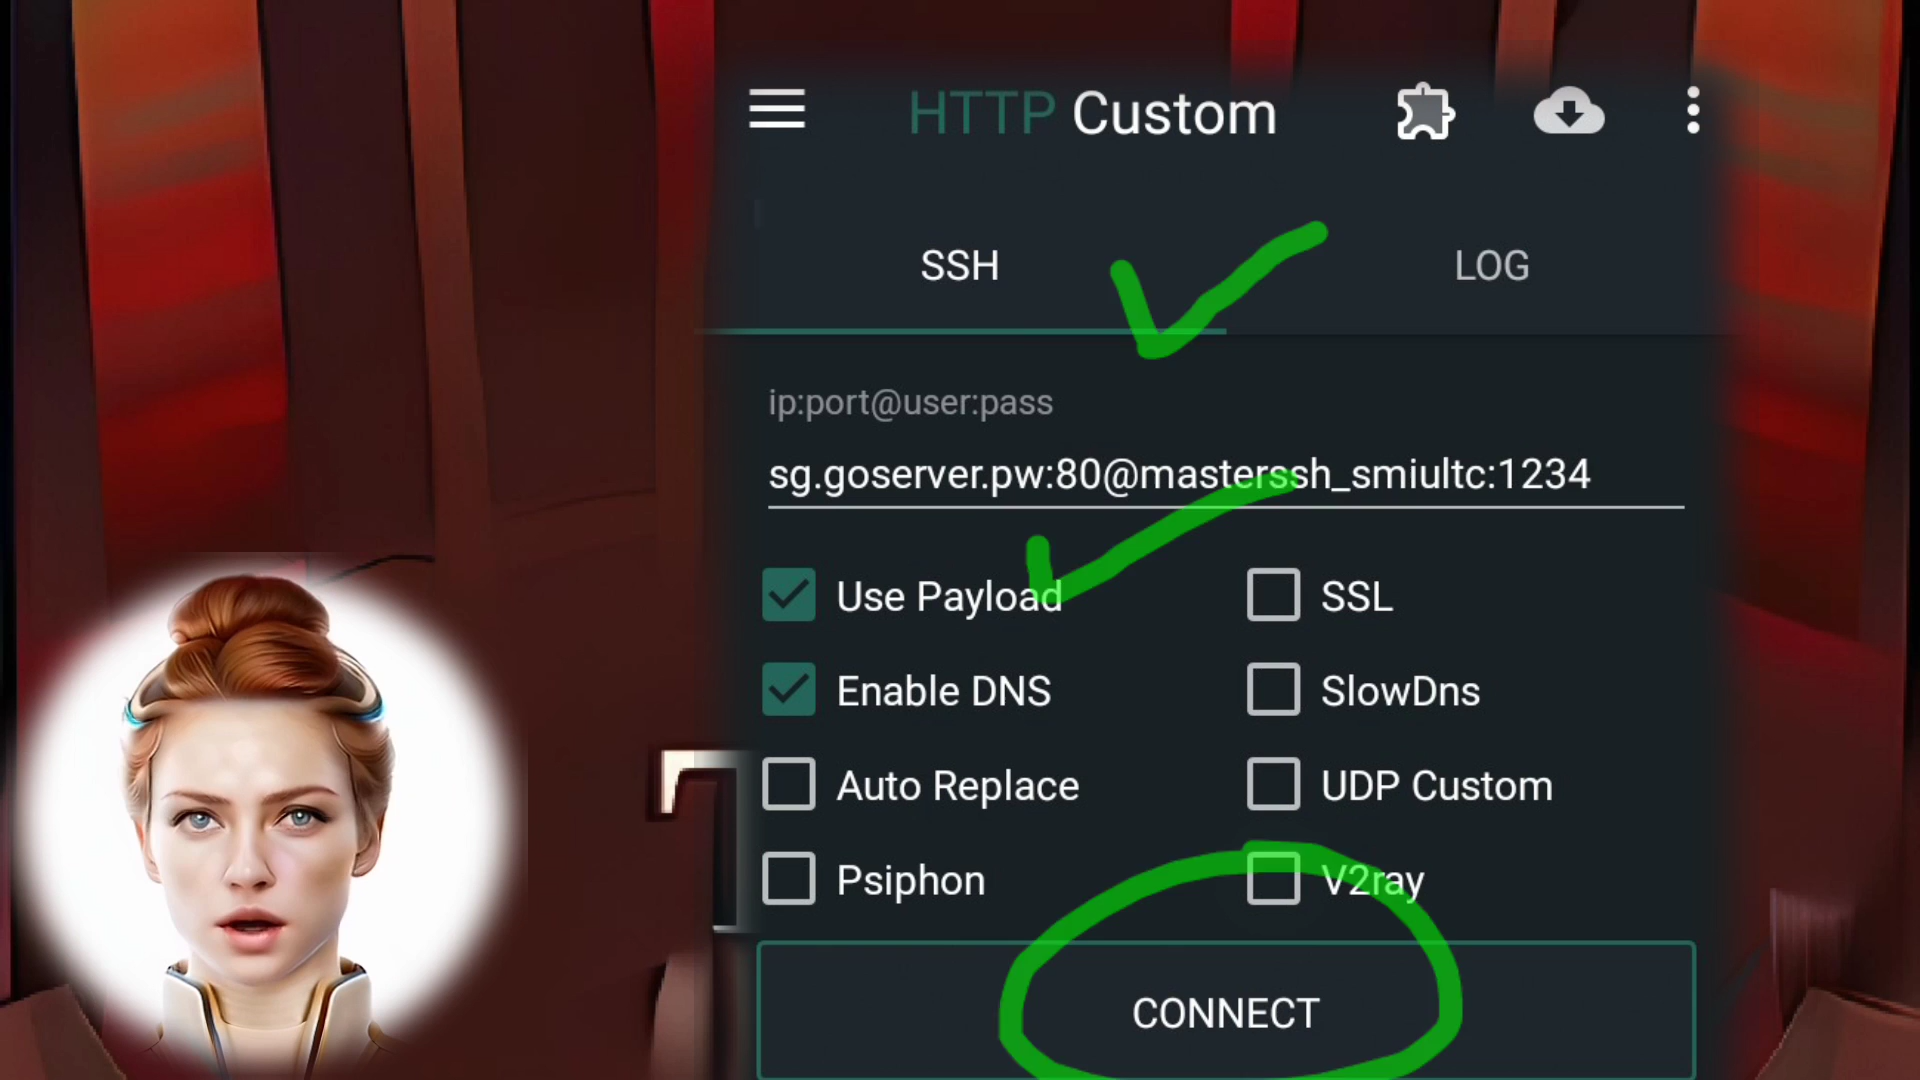 HTTP Custom
SSH LOG
ip:port@user:pass
sg.goserver.pw:80@masterssh_smiultc:1234
Use Payload SSL
Enable DNS SlowDns
Auto Replace UDP Custom
Psiphon V2ray
CONNECT